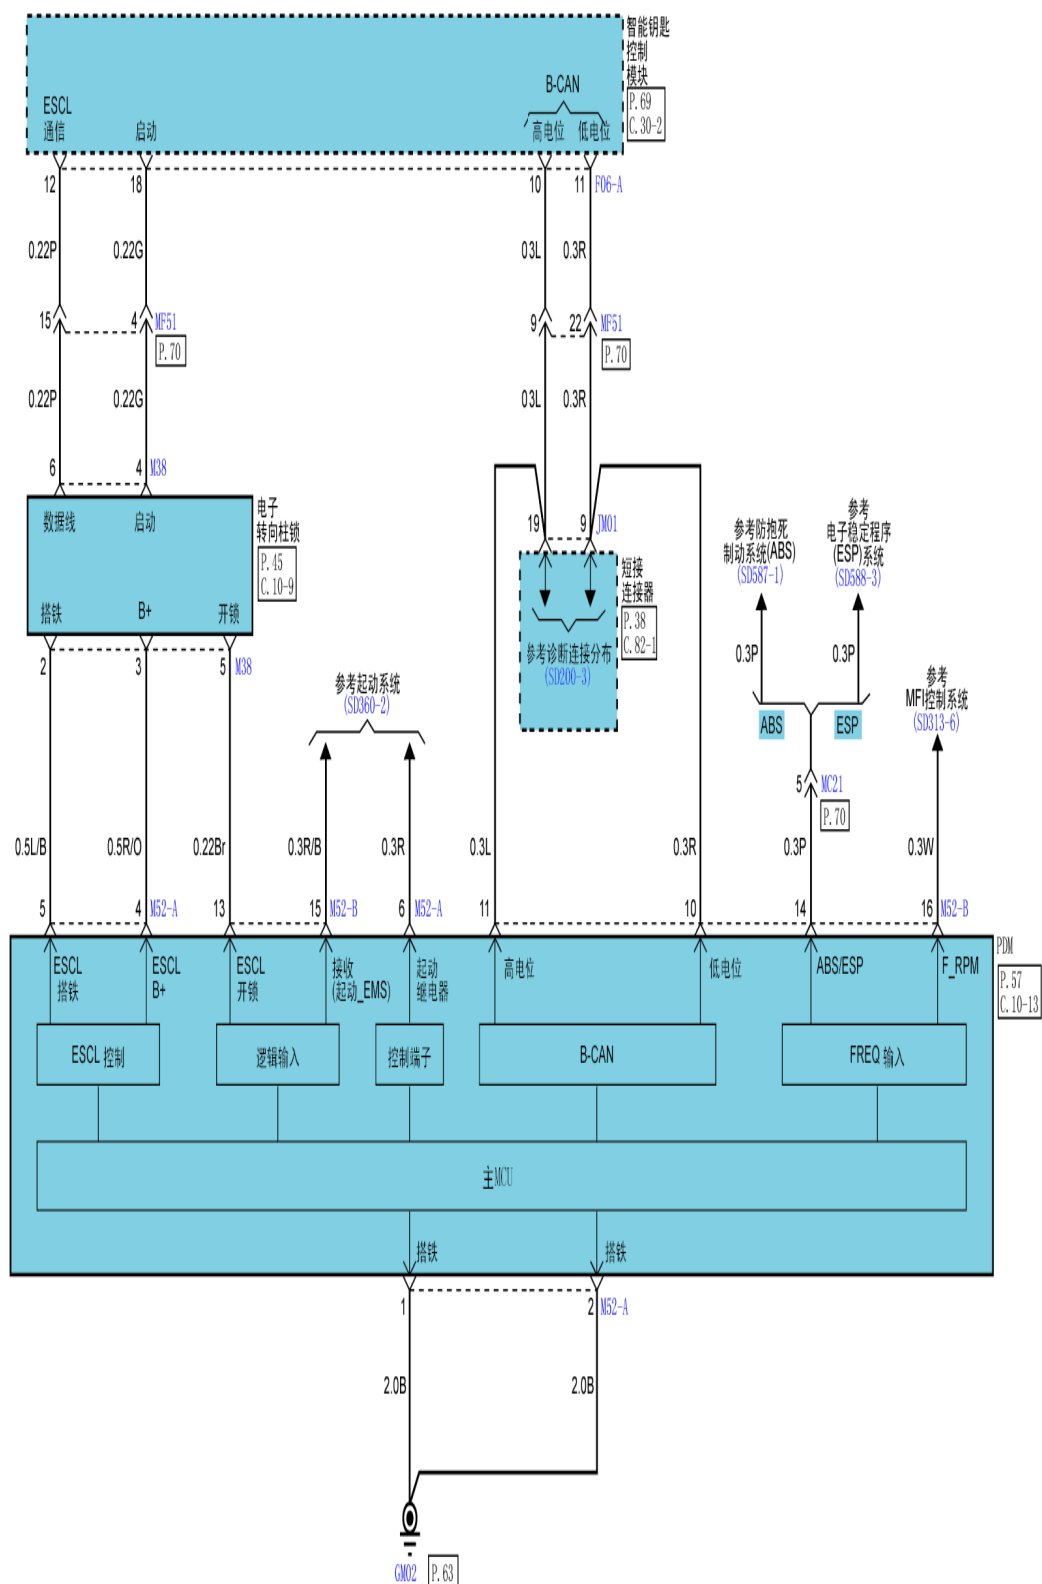 智能钥匙
控制
模块
P.69
C.30-2
B-CAN
ESCL
通信
启动
高电位
低电位
12
18
10
11
F06-A
0.22P
0.22G
0.3L
0.3R
15
4
MF51
P.70
9
22
MF51
P.70
0.22P
0.22G
0.3L
0.3R
6
4
M38
19
9
JM01
数据线
启动
电子
转向柱锁
P.45
C.10-9
搭铁
B+
开锁
短接
连接器
P.38
C.82-1
参考诊断连接分布
(SD200-3)
参考防抱死
制动系统(ABS)
(SD587-1)
参考
电子稳定程序
(ESP)系统
(SD588-3)
2
3
5
M38
0.3P
0.3P
参考起动系统
(SD360-2)
参考
MFI控制系统
(SD313-6)
ABS
ESP
5
MC21
P.70
0.5L/B
0.5R/O
0.22Br
0.3R/B
0.3R
0.3L
0.3R
0.3P
0.3W
5
4
M52-A
13
15
M52-B
6
M52-A
11
10
14
16
M52-B
PDM
P.57
C.10-13
ESCL
搭铁
ESCL
B+
ESCL
开锁
接收
(起动_EMS)
起动
继电器
高电位
低电位
ABS/ESP
F_RPM
ESCL 控制
逻辑输入
控制端子
B-CAN
FREQ 输入
主MCU
搭铁
搭铁
1
2
M52-A
2.0B
2.0B
GM02
P.63